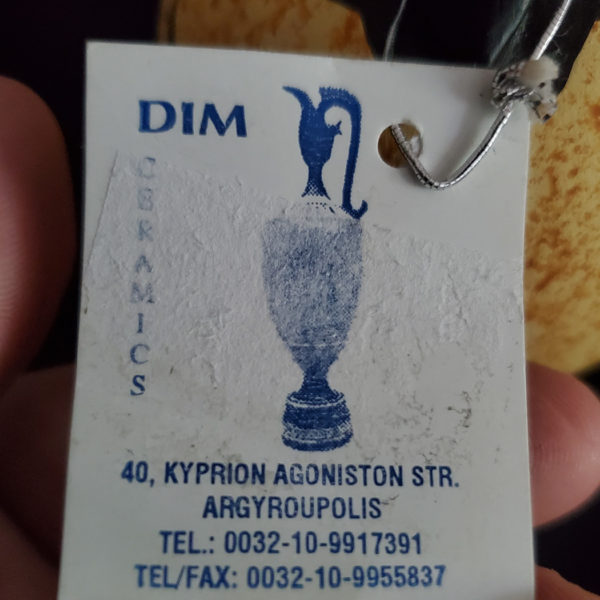 DIM
CERAMICS
40, KYPRION AGONISTON STR.
ARGYROUPOLIS
TEL.: 0032-10-9917391
TEL/FAX: 0032-10-9955837